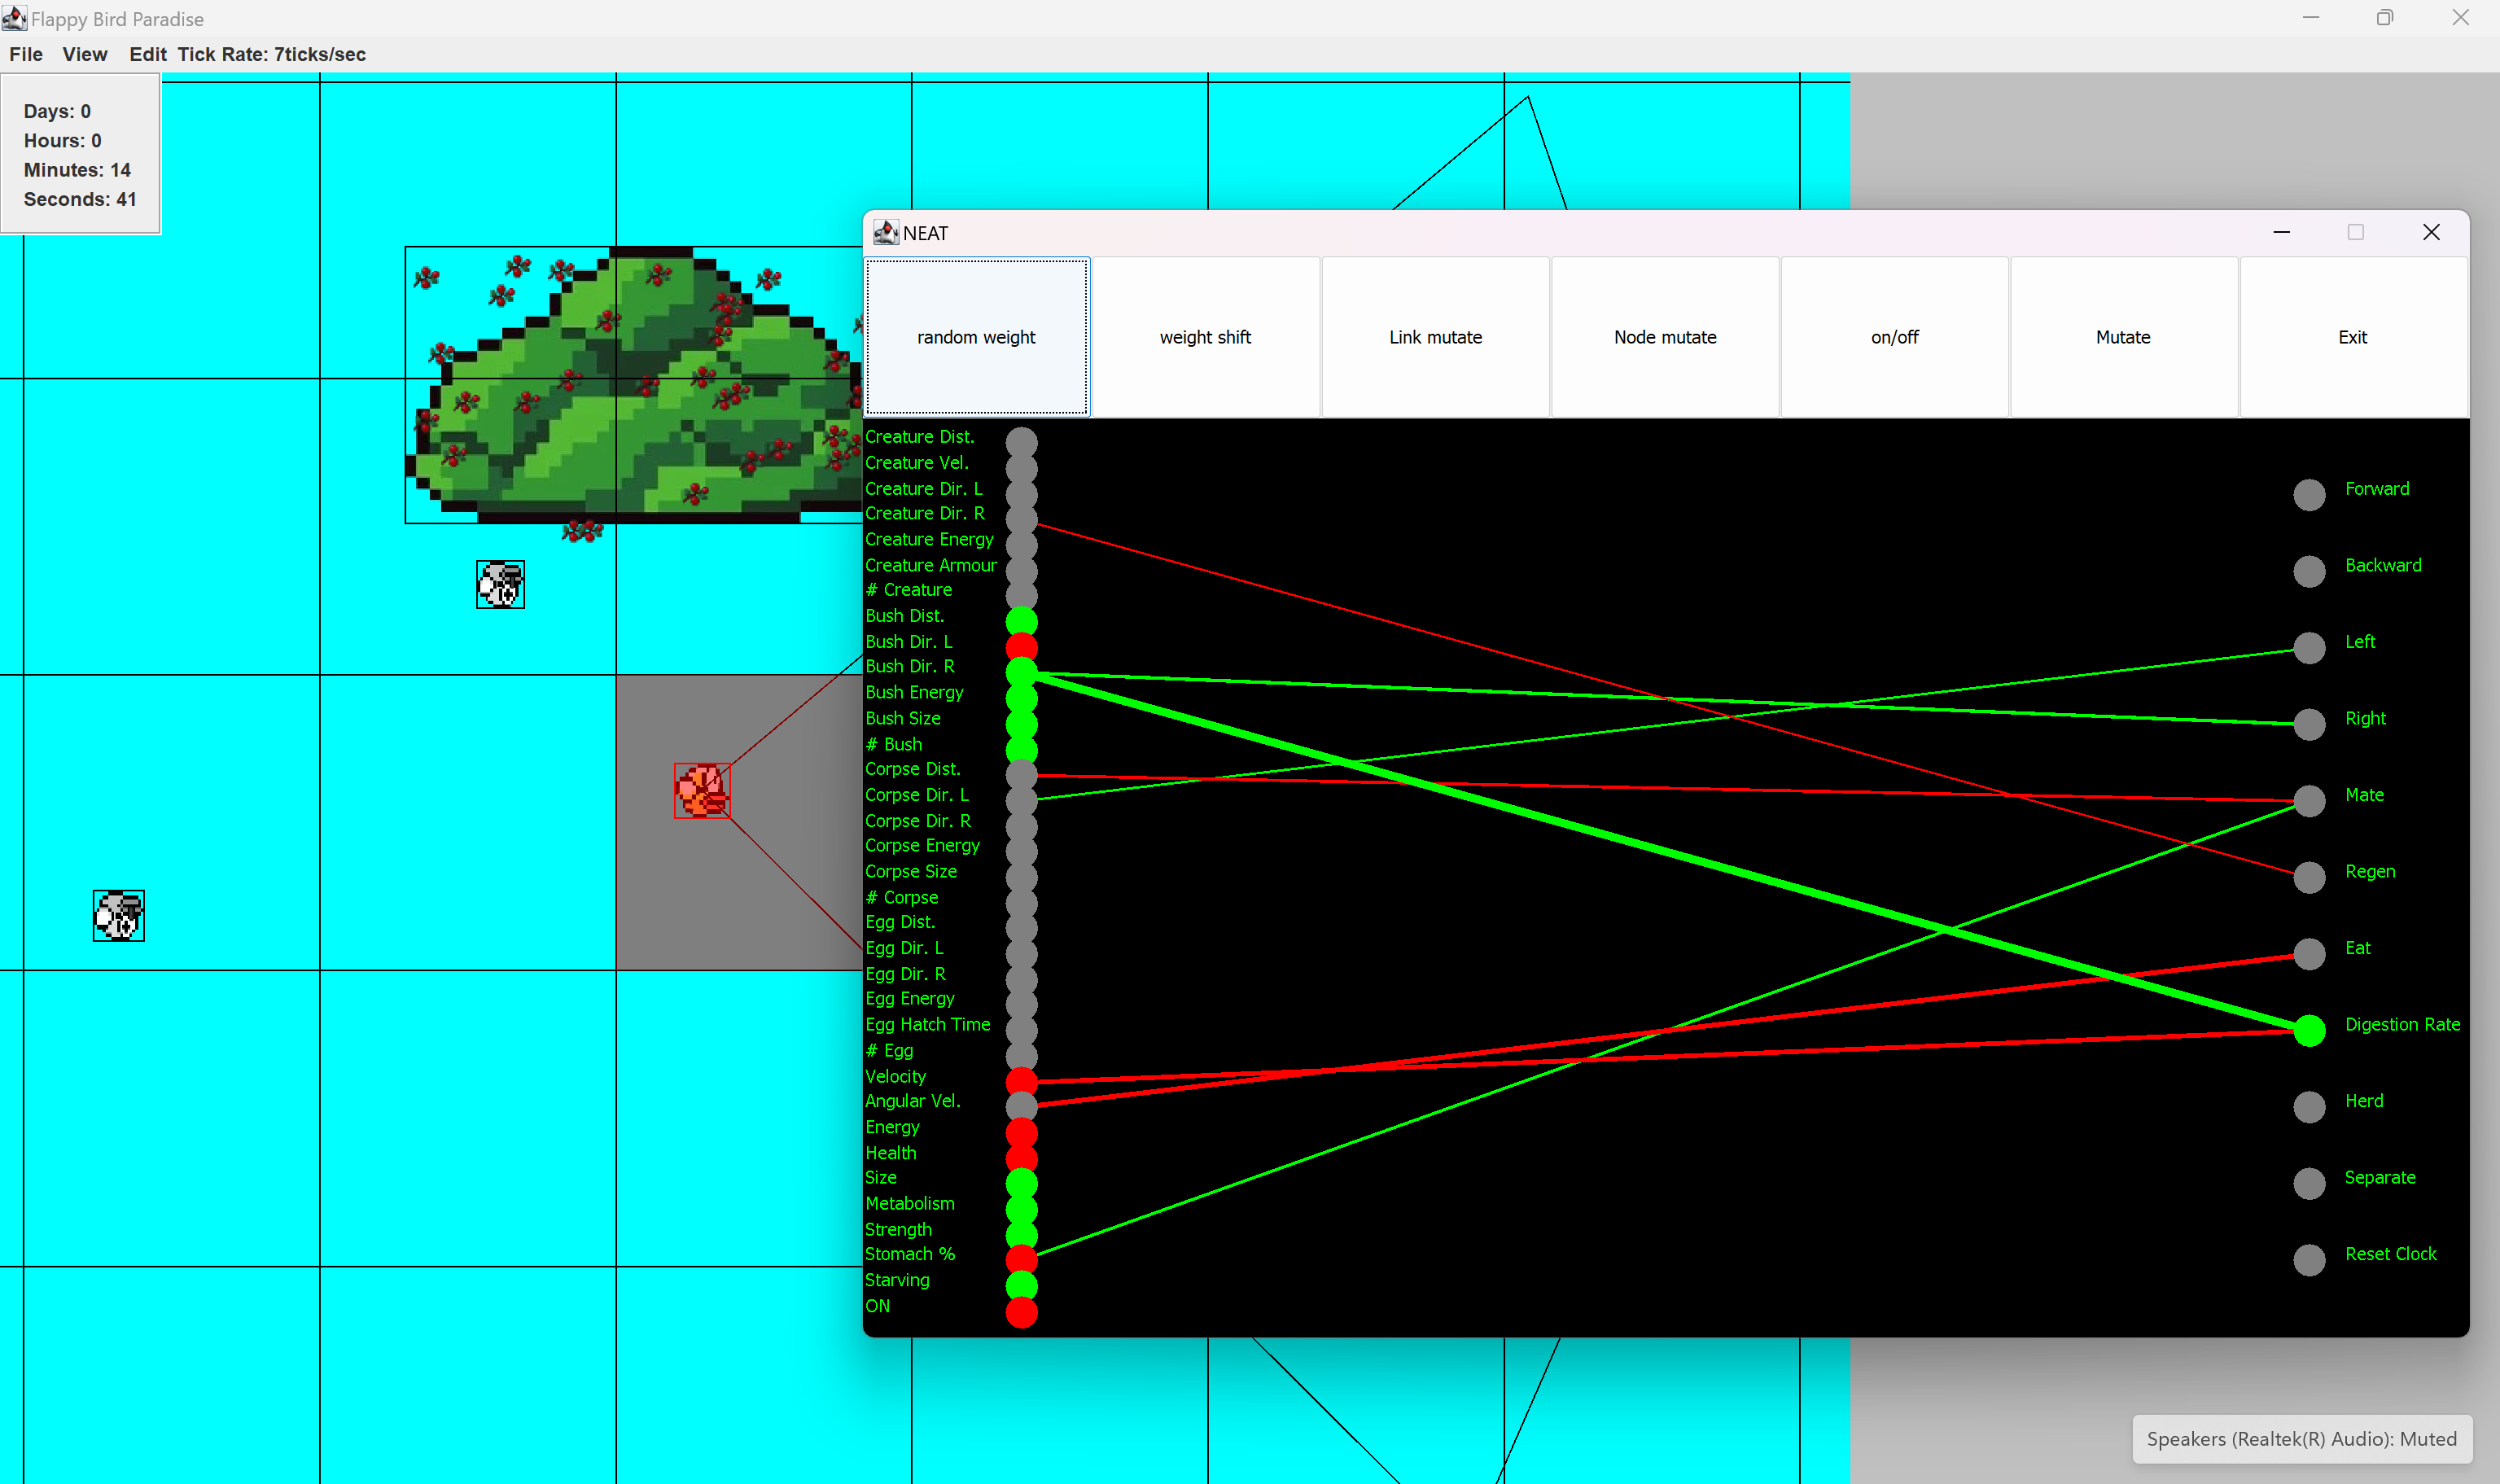 Flappy Bird Paradise
File View Edit Tick Rate: 7ticks/sec
Days: 0
Hours: 0
Minutes: 14
Seconds: 41
NEAT
random weight
weight shift
Link mutate
Node mutate
on/off
Mutate
Exit
Creature Dist.
Creature Vel.
Creature Dir. L
Creature Dir. R
Creature Energy
Creature Armour
# Creature
Bush Dist.
Bush Dir. L
Bush Dir. R
Bush Energy
Bush Size
# Bush
Corpse Dist.
Corpse Dir. L
Corpse Dir. R
Corpse Energy
Corpse Size
# Corpse
Egg Dist.
Egg Dir. L
Egg Dir. R
Egg Energy
Egg Hatch Time
# Egg
Velocity
Angular Vel.
Energy
Health
Size
Metabolism
Strength
Stomach %
Starving
ON
Forward
Backward
Left
Right
Mate
Regen
Eat
Digestion Rate
Herd
Separate
Reset Clock
Speakers (Realtek(R) Audio): Muted